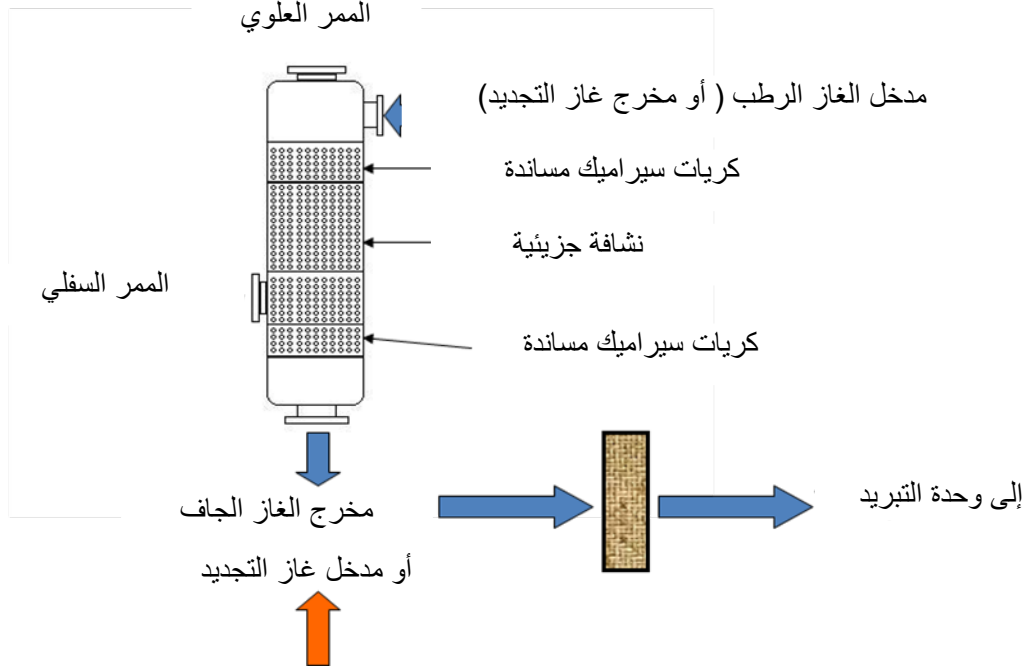 الممر العلوي
مدخل الغاز الرطب ( أو مخرج غاز التجديد)
كريات سيراميك مساندة
نشافة جزيئية
الممر السفلي
كريات سيراميك مساندة
مخرج الغاز الجاف
أو مدخل غاز التجديد
إلى وحدة التبريد